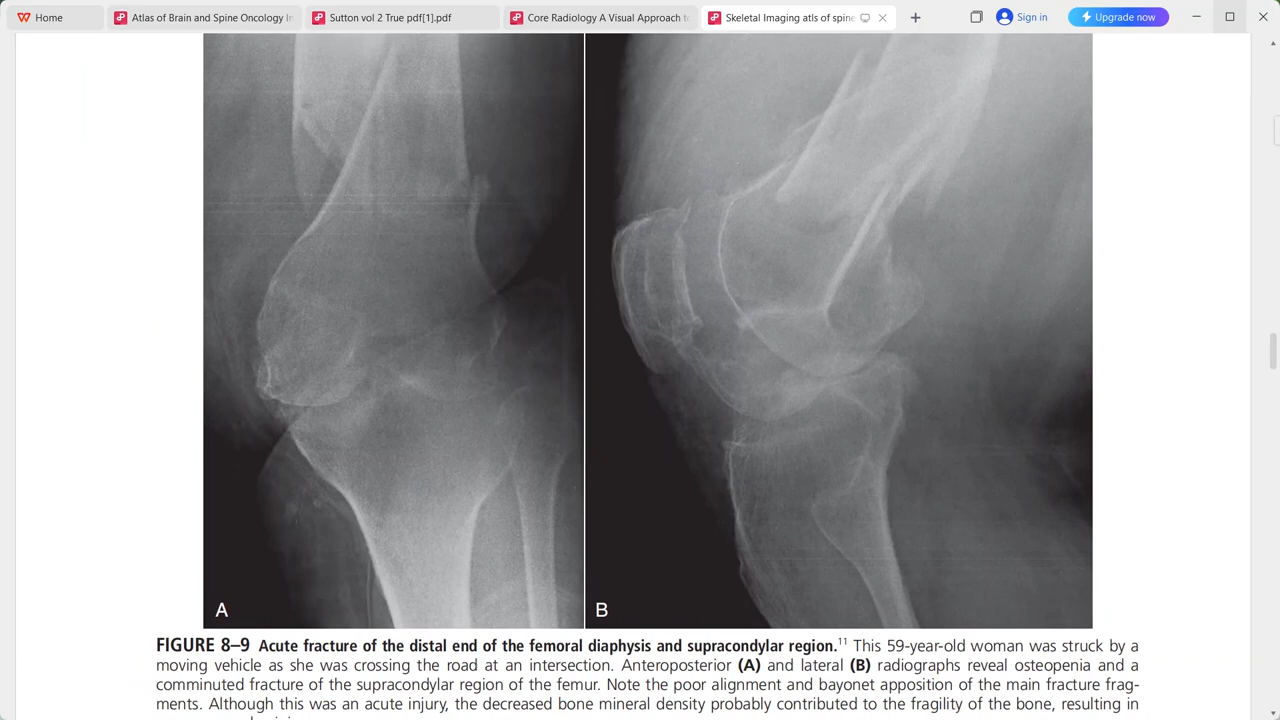 Home
Atlas of Brain and Spine Oncology
Sutton vol 2 True pdf[1].pdf
Core Radiology A Visual Approach
Skeletal Imaging atls of spine
Sign in
Upgrade now
A
B
FIGURE 8–9 Acute fracture of the distal end of the femoral diaphysis and supracondylar region.11 This 59-year-old woman was struck by a
moving vehicle as she was crossing the road at an intersection. Anteroposterior (A) and lateral (B) radiographs reveal osteopenia and a
comminuted fracture of the supracondylar region of the femur. Note the poor alignment and bayonet apposition of the main fracture frag-
ments. Although this was an acute injury, the decreased bone mineral density probably contributed to the fragility of the bone, resulting in